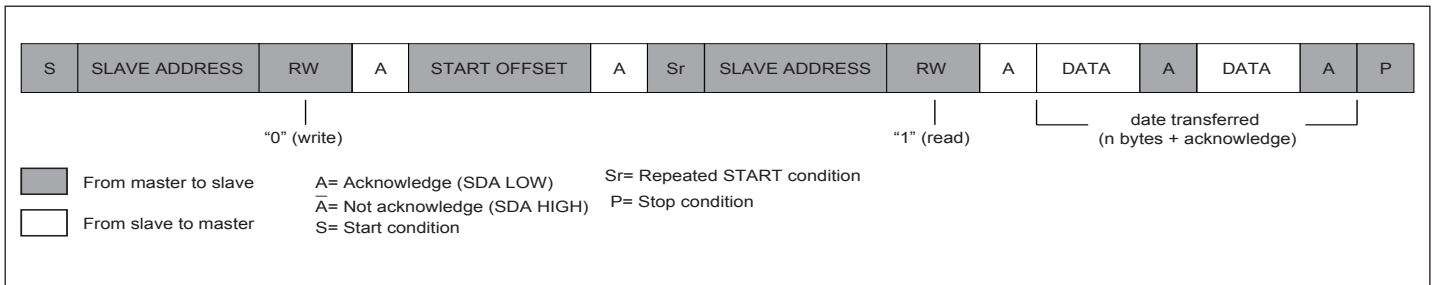 S SLAVE ADDRESS RW A START OFFSET A Sr SLAVE ADDRESS RW A DATA A DATA A P
“0” (write)
“1” (read)
date transferred
(n bytes + acknowledge)
From master to slave
From slave to master
A= Acknowledge (SDA LOW)
A̅= Not acknowledge (SDA HIGH)
S= Start condition
Sr= Repeated START condition
P= Stop condition